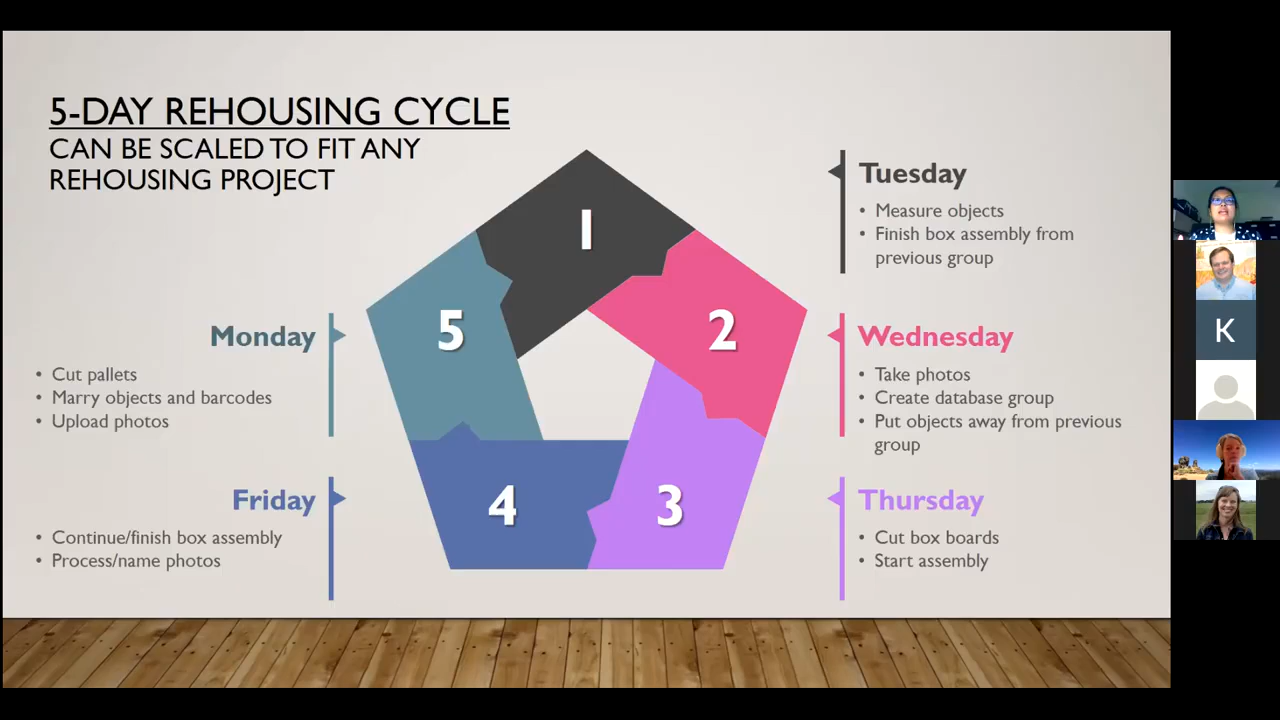 5-DAY REHOUSING CYCLE
CAN BE SCALED TO FIT ANY
REHOUSING PROJECT
1
2
3
4
5
Tuesday
• Measure objects
• Finish box assembly from
previous group
Wednesday
• Take photos
• Create database group
• Put objects away from previous
group
Thursday
• Cut box boards
• Start assembly
Friday
• Continue/finish box assembly
• Process/name photos
Monday
• Cut pallets
• Marry objects and barcodes
• Upload photos
K